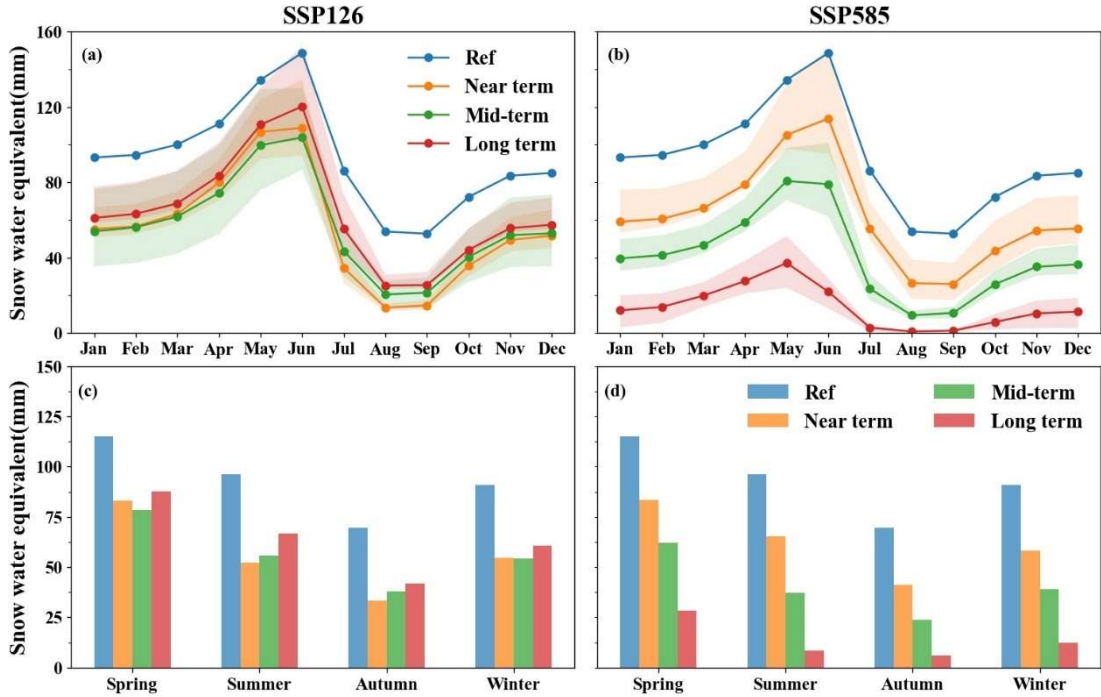 SSP126
SSP585
Snow water equivalent(mm)
160
120
80
40
0
(a)
Ref
Near term
Mid-term
Long term
Jan Feb Mar Apr May Jun Jul Aug Sep Oct Nov Dec
(b)
Jan Feb Mar Apr May Jun Jul Aug Sep Oct Nov Dec
Snow water equivalent(mm)
150
125
100
75
50
25
0
(c)
Spring Summer Autumn Winter
(d)
Ref
Near term
Mid-term
Long term
Spring Summer Autumn Winter